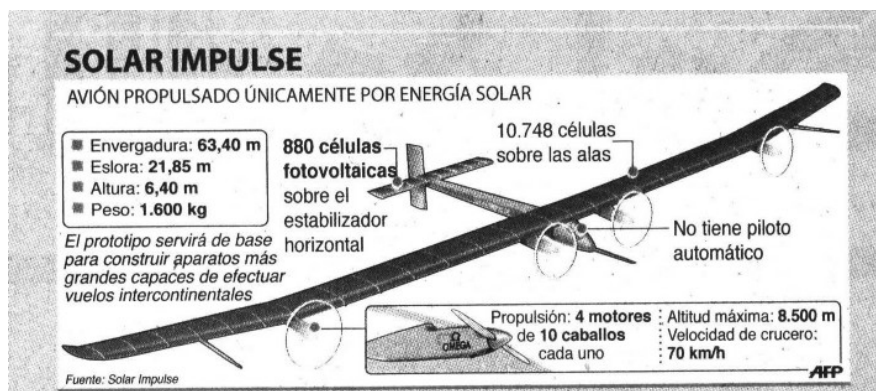 SOLAR IMPULSE
AVIÓN PROPULSADO ÚNICAMENTE POR ENERGÍA SOLAR
Envergadura: 63,40 m
Eslora: 21,85 m
Altura: 6,40 m
Peso: 1.600 kg
El prototipo servirá de base
para construir aparatos más
grandes capaces de efectuar
vuelos intercontinentales
880 células
fotovoltaicas
sobre el
estabilizador
horizontal
10.748 células
sobre las alas
No tiene piloto
automático
Ω
OMEGA
Propulsión: 4 motores
de 10 caballos
cada uno
Altitud máxima: 8.500 m
Velocidad de crucero:
70 km/h
Fuente: Solar Impulse
AFP